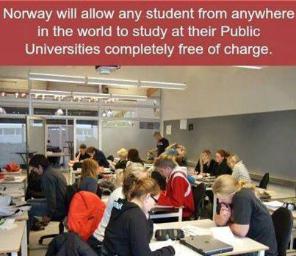 Norway will allow any student from anywhere
in the world to study at their Public
Universities completely free of charge.